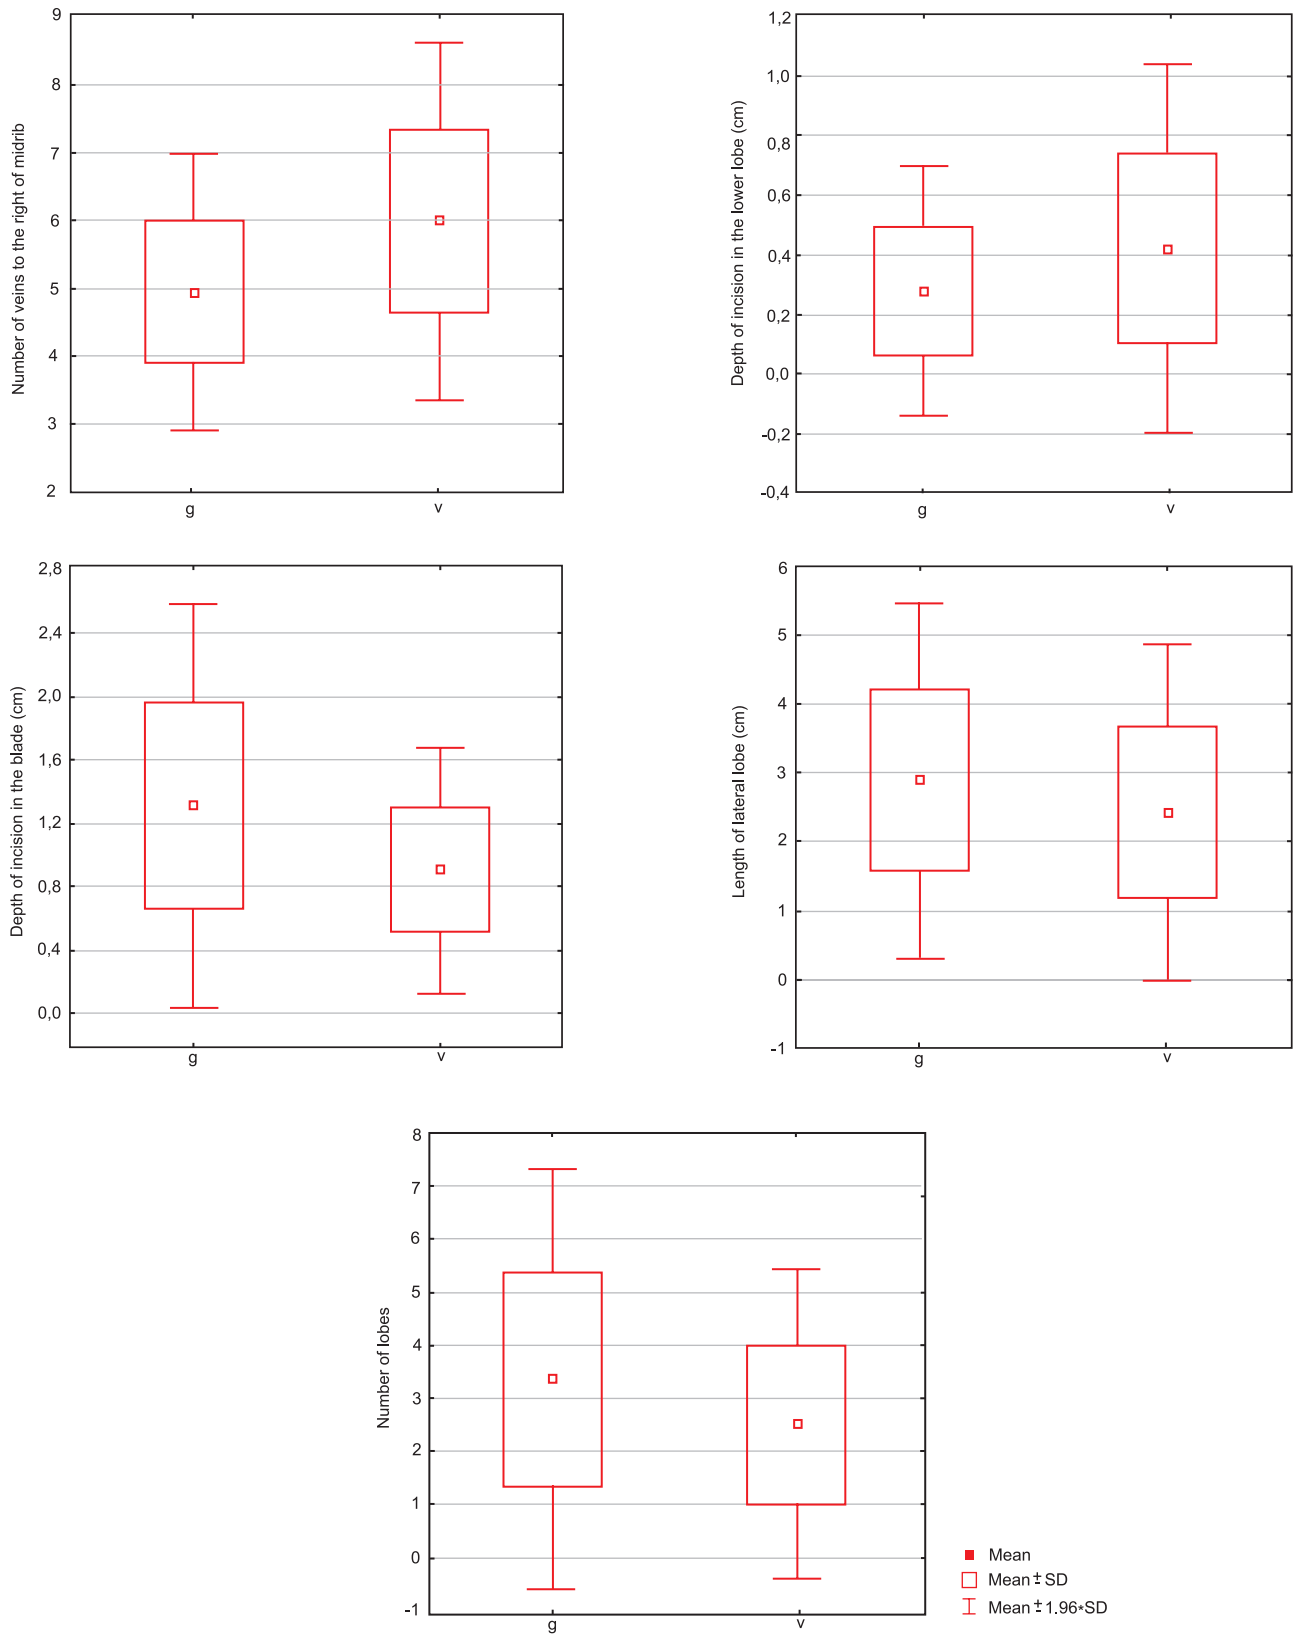 Number of veins to the right of midrib
9
8
7
6
5
4
3
2
g
v
Depth of incision in the lower lobe (cm)
1,2
1,0
0,8
0,6
0,4
0,2
0,0
-0,2
-0,4
g
v
Depth of incision in the blade (cm)
2,8
2,4
2,0
1,6
1,2
0,8
0,4
0,0
g
v
Length of lateral lobe (cm)
6
5
4
3
2
1
0
-1
g
v
Number of lobes
8
7
6
5
4
3
2
1
0
-1
g
v
Mean
Mean ± SD
Mean ± 1.96*SD